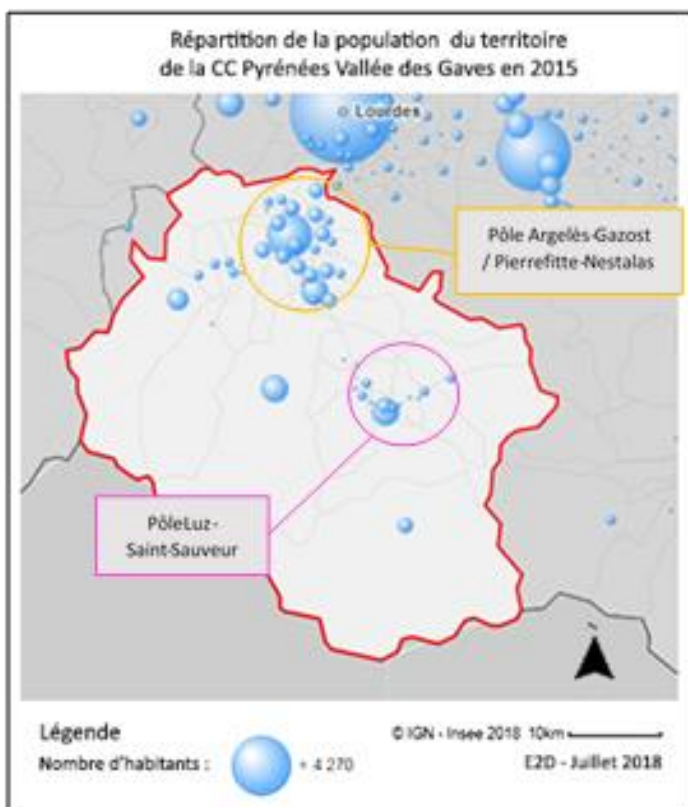 Répartition de la population du territoire
de la CC Pyrénées Vallée des Gaves en 2015
Lourdes
Pôle Argelès-Gazost
/ Pierrefitte-Nestalas
PôleLuz-
Saint-Sauveur
Légende
© IGN - Insee 2018 10km
Nombre d'habitants :
= 4 270
E2D - Juillet 2018